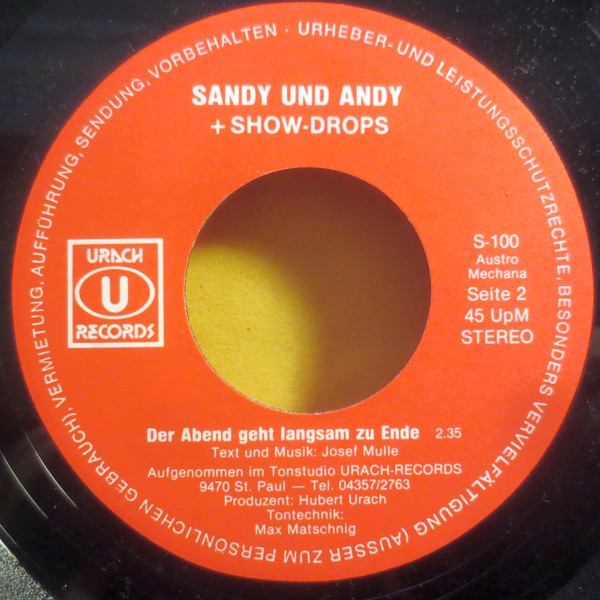 URHEBER- UND LEISTUNGSSCHUTZRECHTE, BESONDERS VERVIELFÄLTIGUNG (AUSSER ZUM PERSÖNLICHEN GEBRAUCH), VERMIETUNG, AUFFÜHRUNG, SENDUNG, VORBEHALTEN ·
SANDY UND ANDY
+ SHOW-DROPS
URACH
U
RECORDS
S-100
Austro
Mechana
Seite 2
45 UpM
STEREO
Der Abend geht langsam zu Ende 2.35
Text und Musik: Josef Mulle
Aufgenommen im Tonstudio URACH-RECORDS
9470 St. Paul — Tel. 04357/2763
Produzent: Hubert Urach
Tontechnik:
Max Matschnig